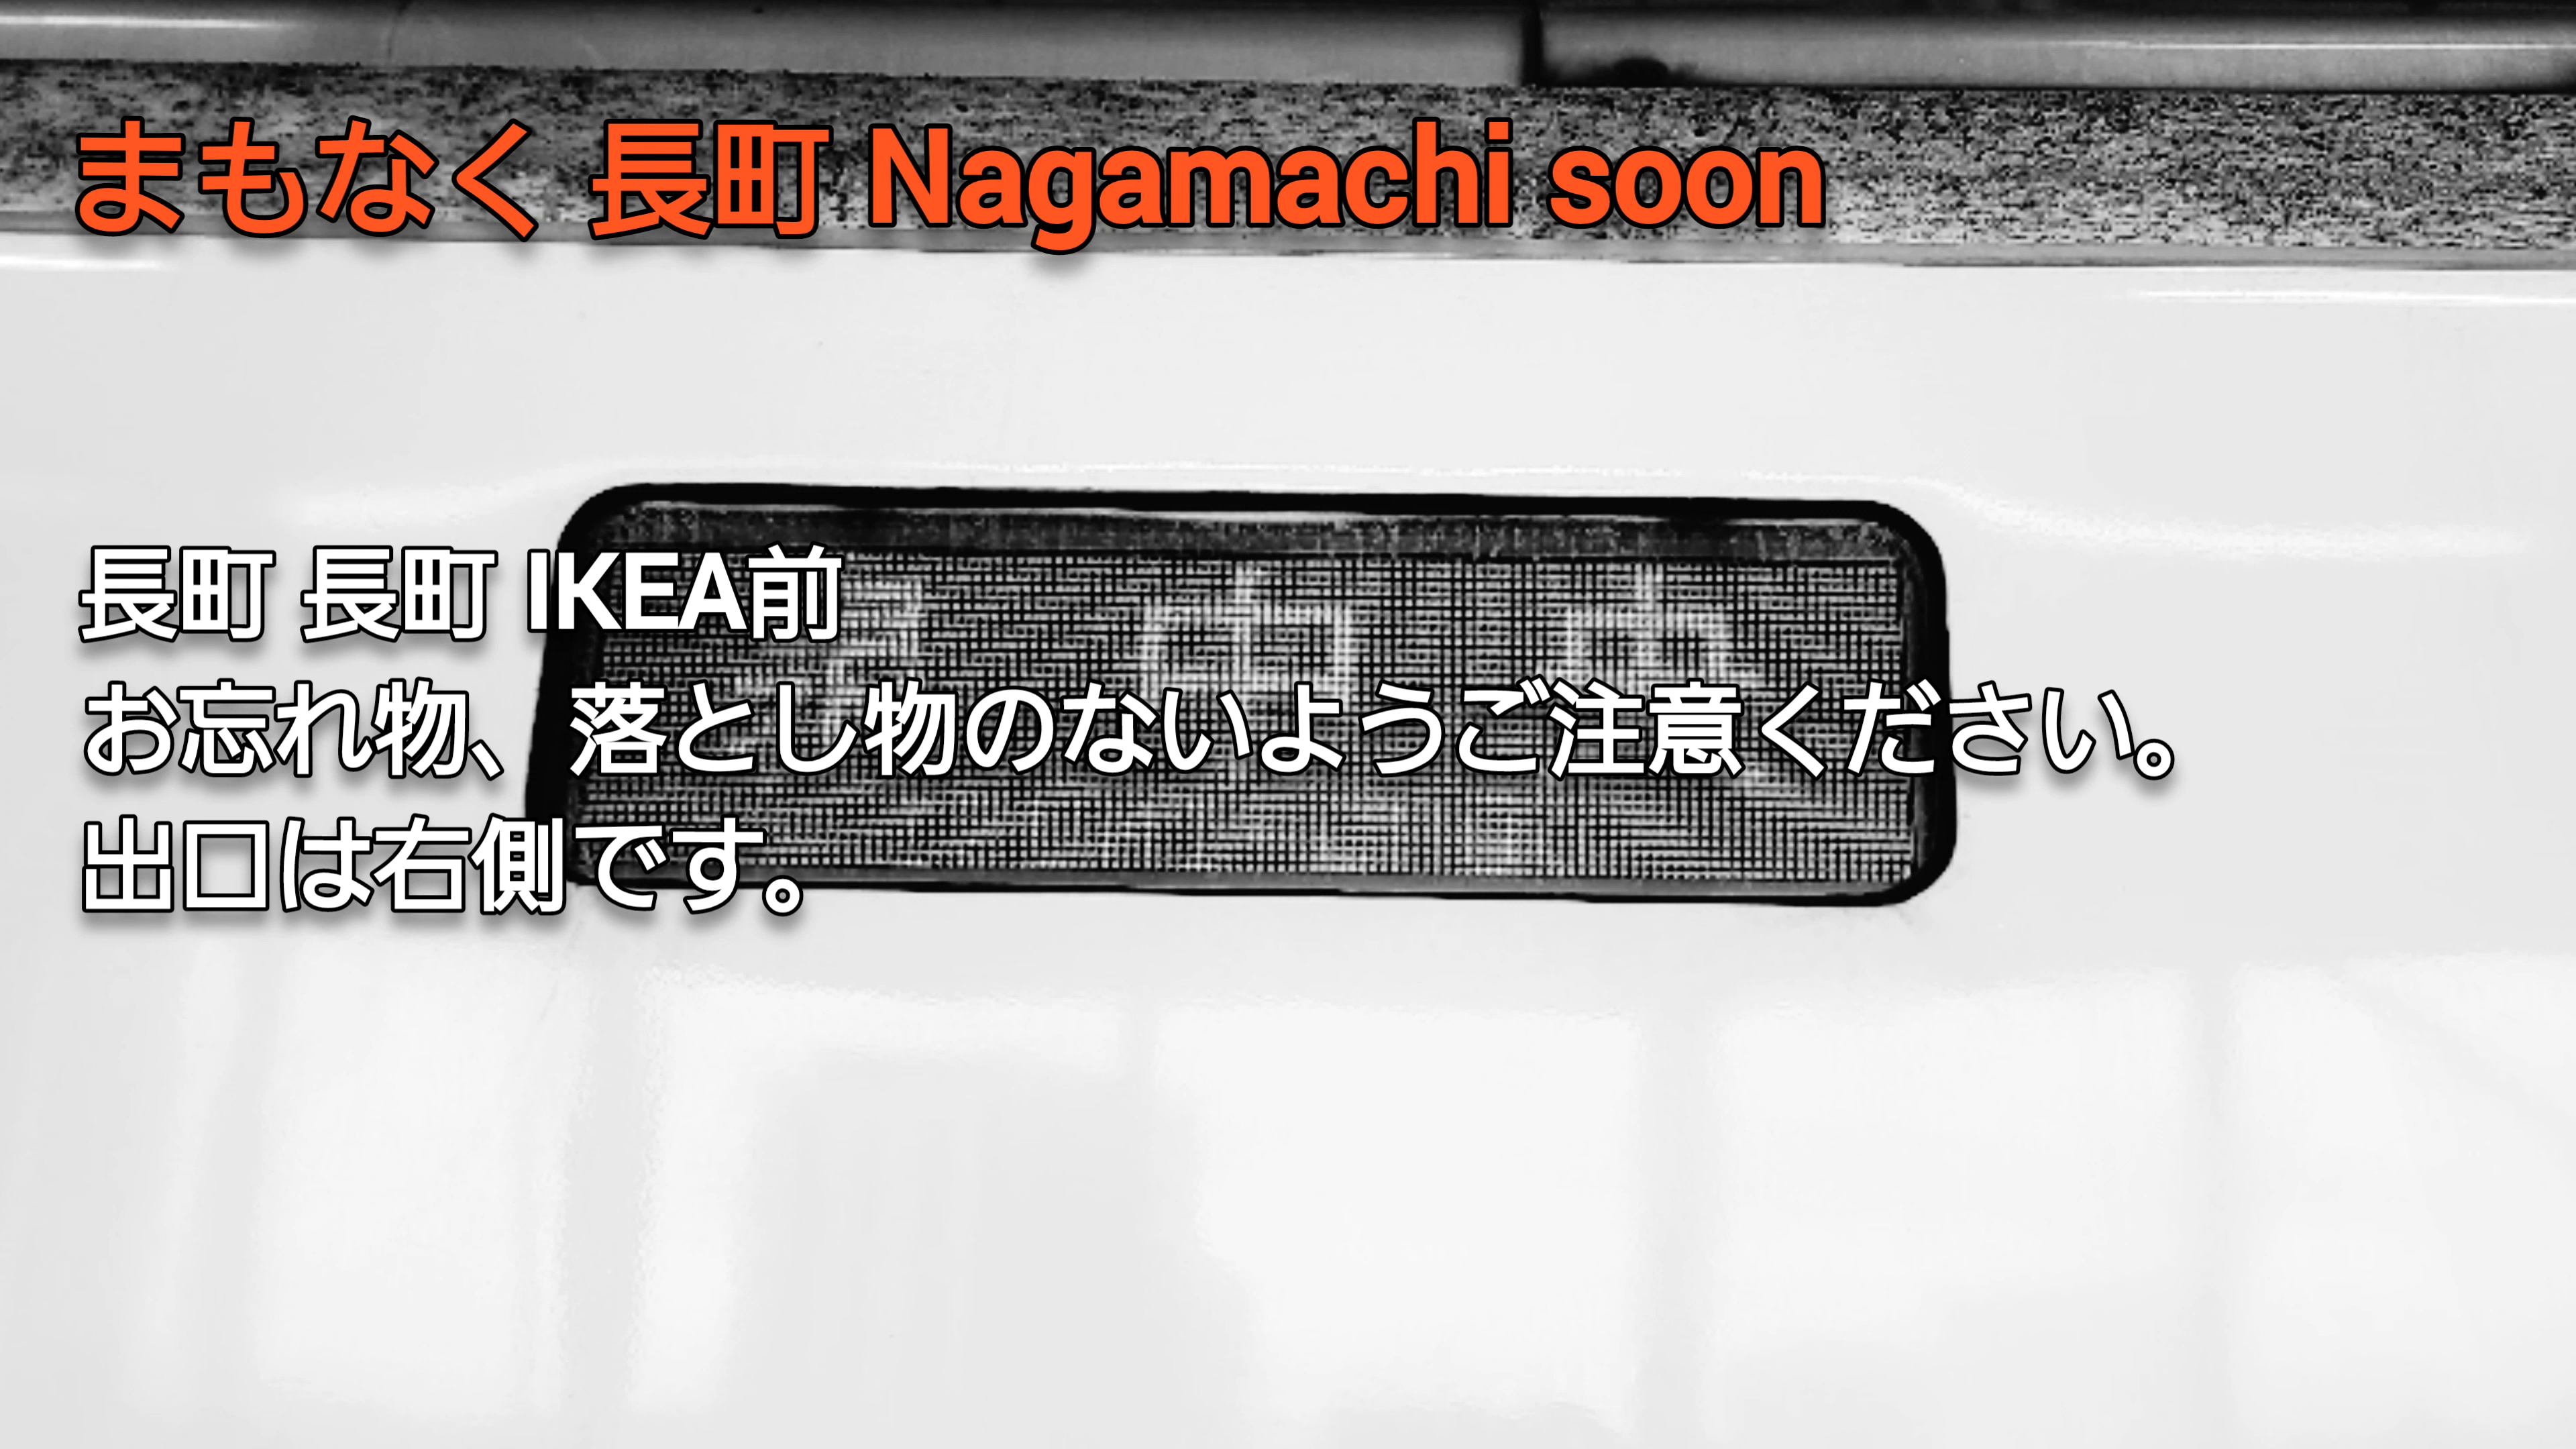 まもなく 長町 Nagamachi soon
長町 長町 IKEA前
お忘れ物、落とし物のないようご注意ください。
出口は右側です。